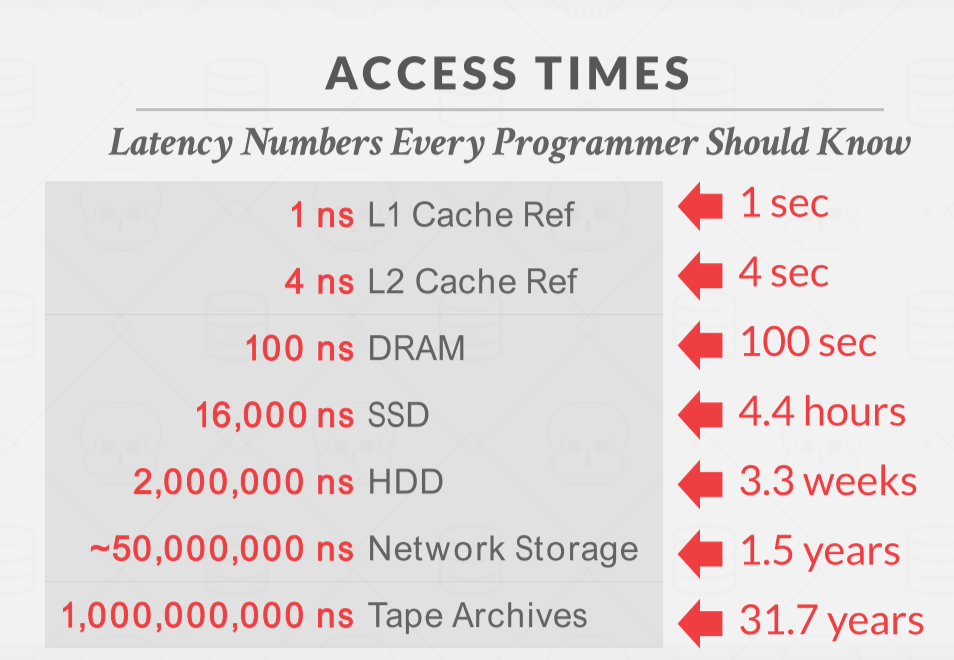 ACCESS TIMES
Latency Numbers Every Programmer Should Know
1 ns L1 Cache Ref 1 sec
4 ns L2 Cache Ref 4 sec
100 ns DRAM 100 sec
16,000 ns SSD 4.4 hours
2,000,000 ns HDD 3.3 weeks
~50,000,000 ns Network Storage 1.5 years
1,000,000,000 ns Tape Archives 31.7 years